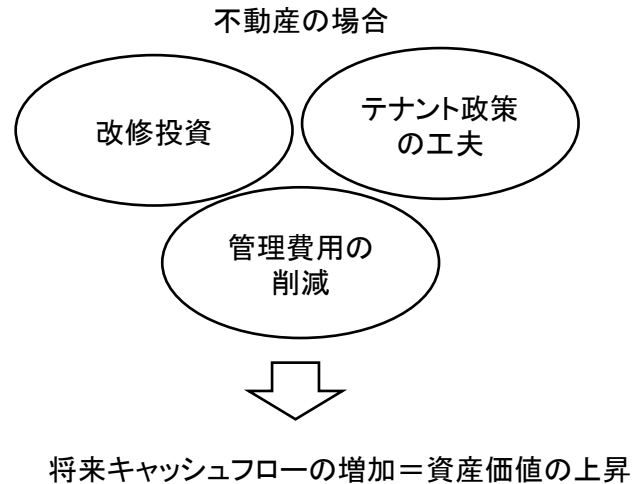 不動産の場合
改修投資
テナント政策
の工夫
管理費用の
削減
将来キャッシュフローの増加＝資産価値の上昇